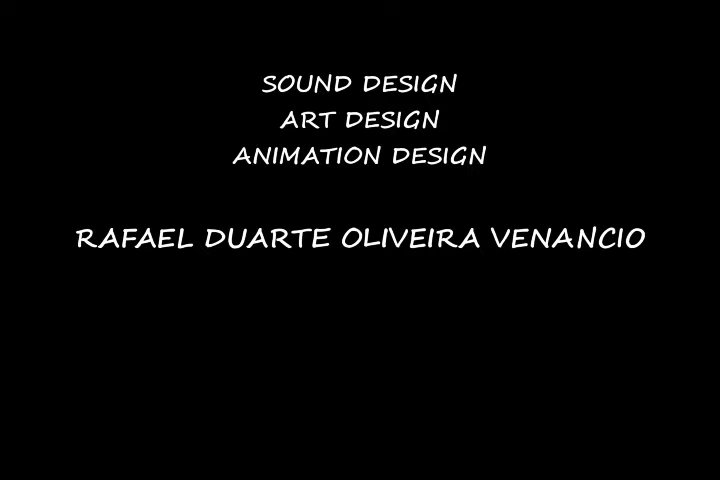 SOUND DESIGN
ART DESIGN
ANIMATION DESIGN
RAFAEL DUARTE OLIVEIRA VENANCIO